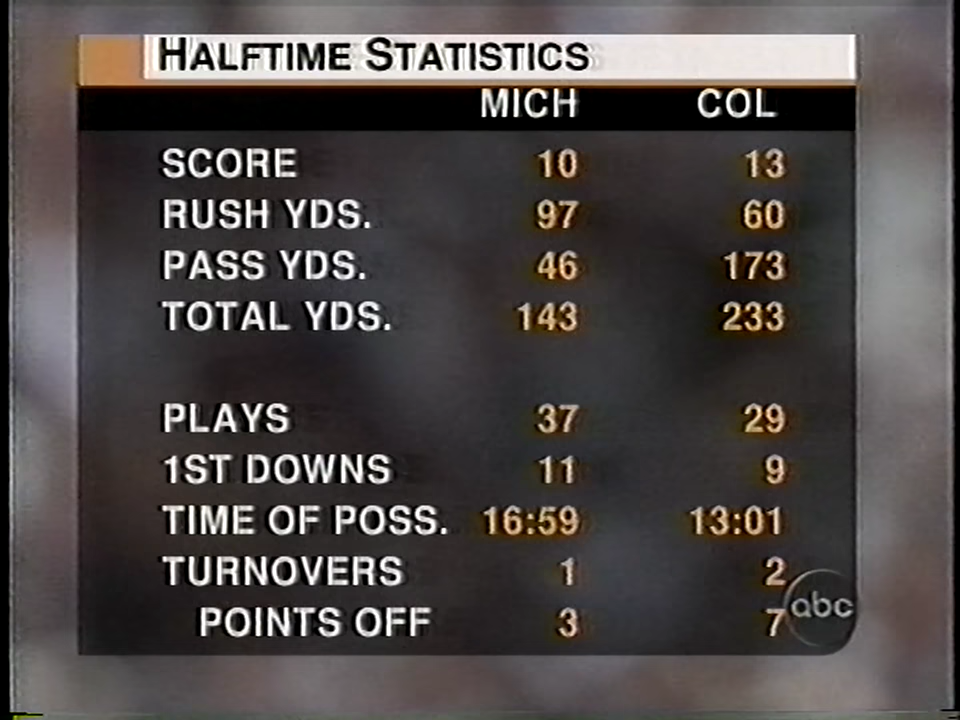 HALFTIME STATISTICS
MICH COL
SCORE 10 13
RUSH YDS. 97 60
PASS YDS. 46 173
TOTAL YDS. 143 233
PLAYS 37 29
1ST DOWNS 11 9
TIME OF POSS. 16:59 13:01
TURNOVERS 1 2
POINTS OFF 3 7
abc